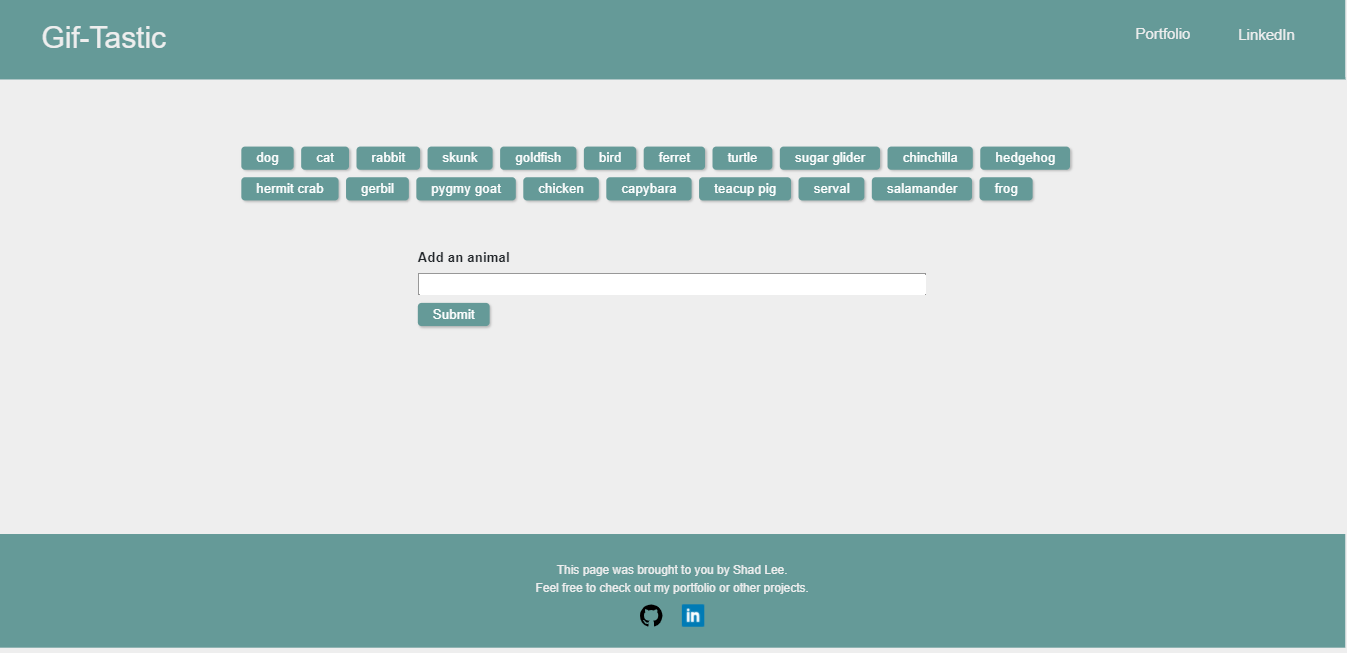 Gif-Tastic
Portfolio LinkedIn
dog cat rabbit skunk goldfish bird ferret turtle sugar glider chinchilla hedgehog
hermit crab gerbil pygmy goat chicken capybara teacup pig serval salamander frog
Add an animal
Submit
This page was brought to you by Shad Lee.
Feel free to check out my portfolio or other projects.
in